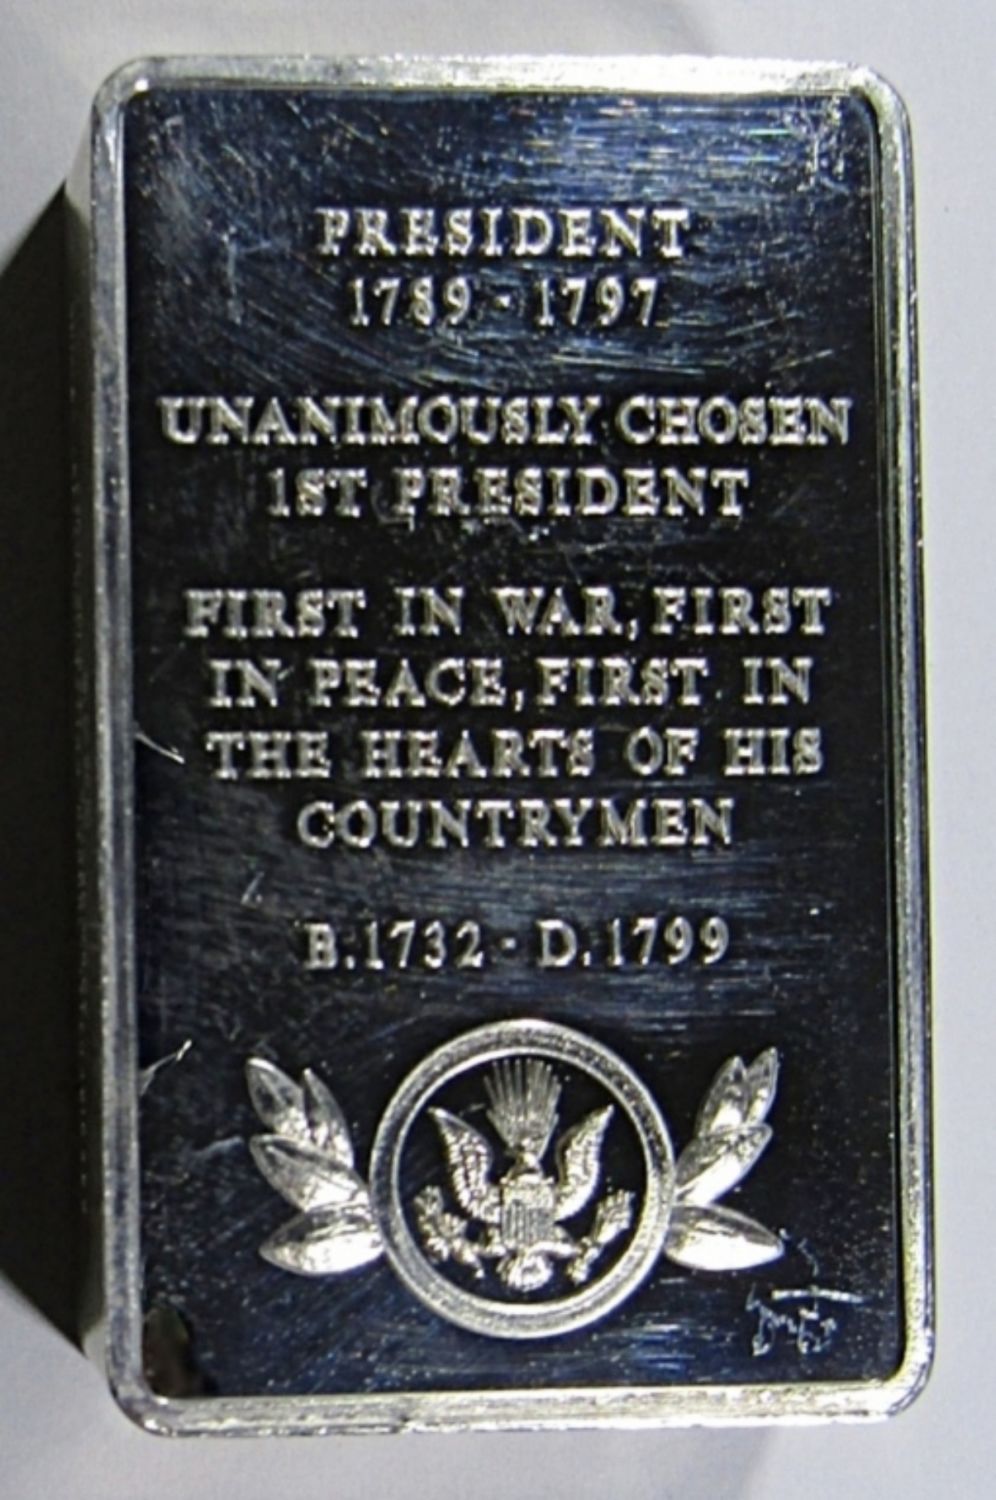 PRESIDENT
1789 - 1797
UNANIMOUSLY CHOSEN
1ST PRESIDENT
FIRST IN WAR, FIRST
IN PEACE, FIRST IN
THE HEARTS OF HIS
COUNTRYMEN
B. 1732 - D. 1799